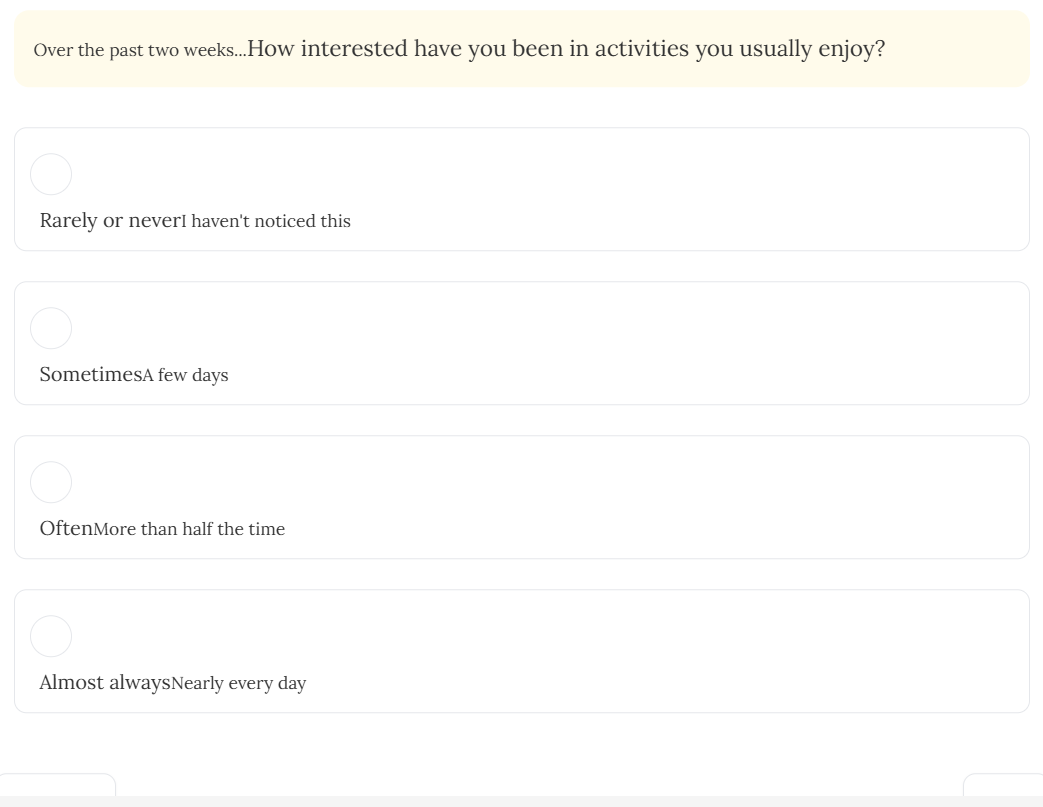 Over the past two weeks...How interested have you been in activities you usually enjoy?
Rarely or neverI haven't noticed this
SometimesA few days
OftenMore than half the time
Almost alwaysNearly every day